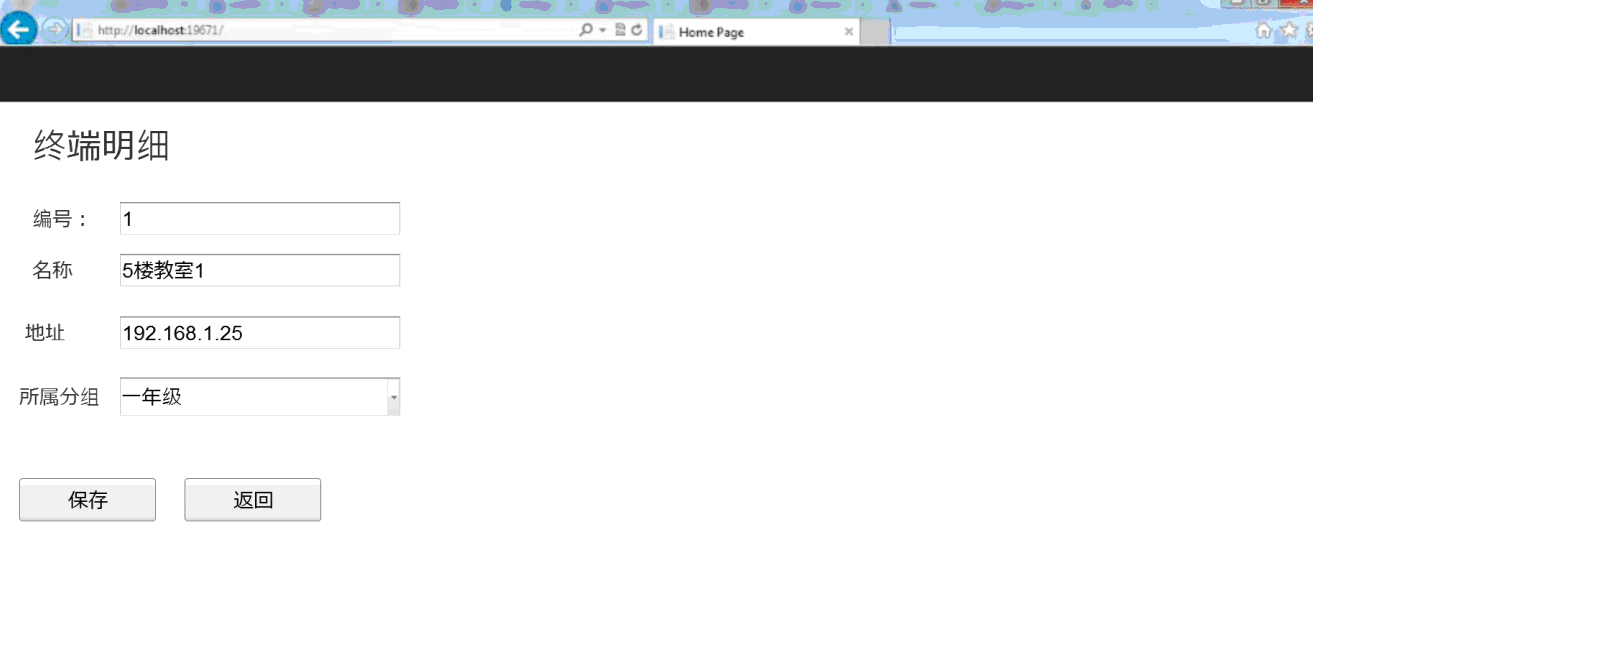 http://localhost:19671/
Home Page
终端明细
编号：
1
名称
5楼教室1
地址
192.168.1.25
所属分组
一年级
保存
返回